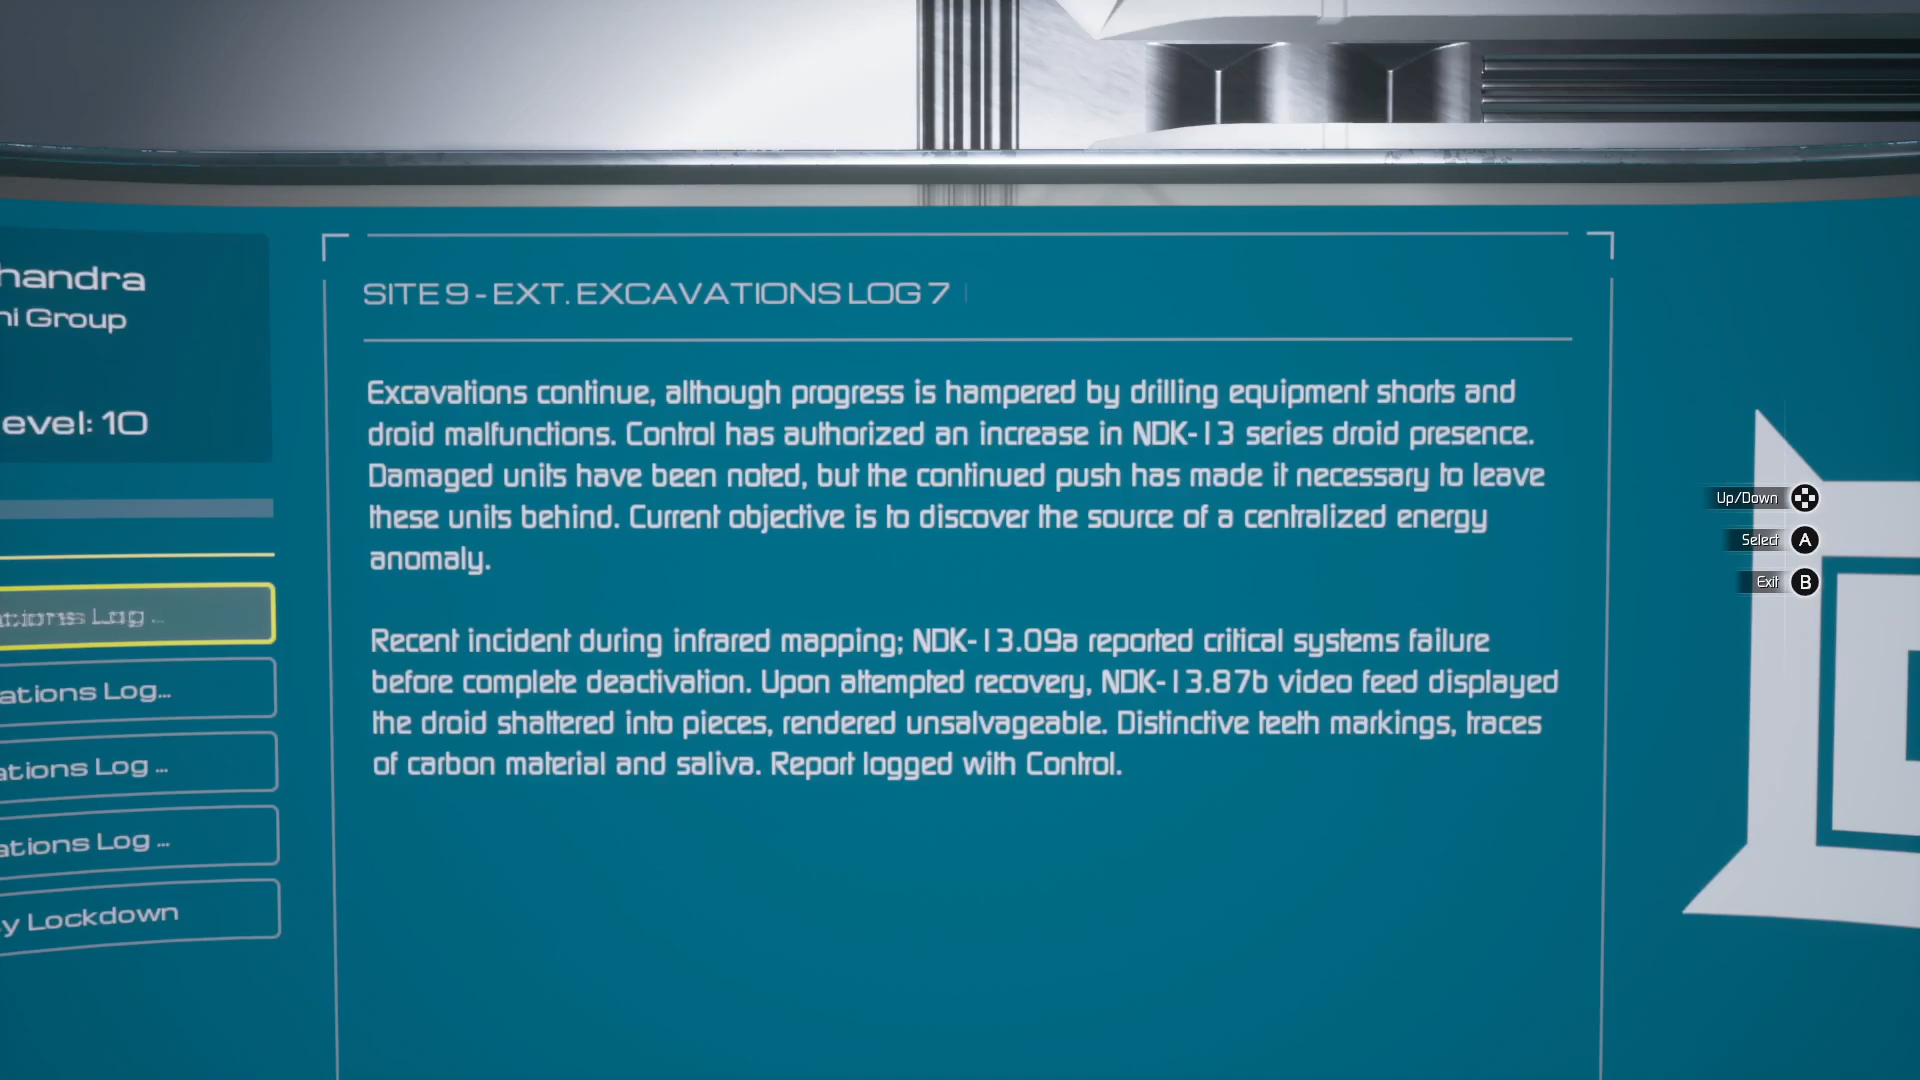 handra
ni Group
evel: 10
ations Log ...
ations Log...
ations Log ...
ations Log ...
y Lockdown
SITE 9 - EXT. EXCAVATIONS LOG 7
Excavations continue, although progress is hampered by drilling equipment shorts and
droid malfunctions. Control has authorized an increase in NDK-13 series droid presence.
Damaged units have been noted, but the continued push has made it necessary to leave
these units behind. Current objective is to discover the source of a centralized energy
anomaly.
Recent incident during infrared mapping; NDK-13.09a reported critical systems failure
before complete deactivation. Upon attempted recovery, NDK-13.87b video feed displayed
the droid shattered into pieces, rendered unsalvageable. Distinctive teeth markings, traces
of carbon material and saliva. Report logged with Control.
Up/Down
Select A
Exit B